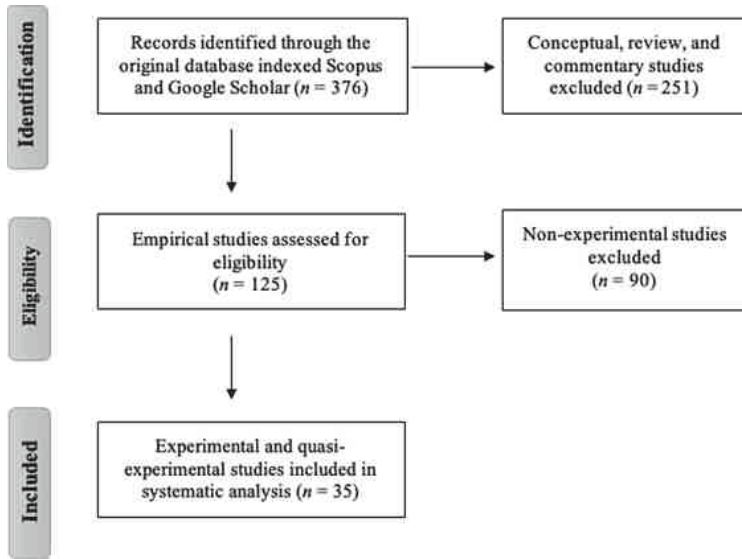 Identification
Records identified through the
original database indexed Scopus
and Google Scholar (n = 376)
Conceptual, review, and
commentary studies
excluded (n = 251)
Eligibility
Empirical studies assessed for
eligibility
(n = 125)
Non-experimental studies
excluded
(n = 90)
Included
Experimental and quasi-
experimental studies included in
systematic analysis (n = 35)